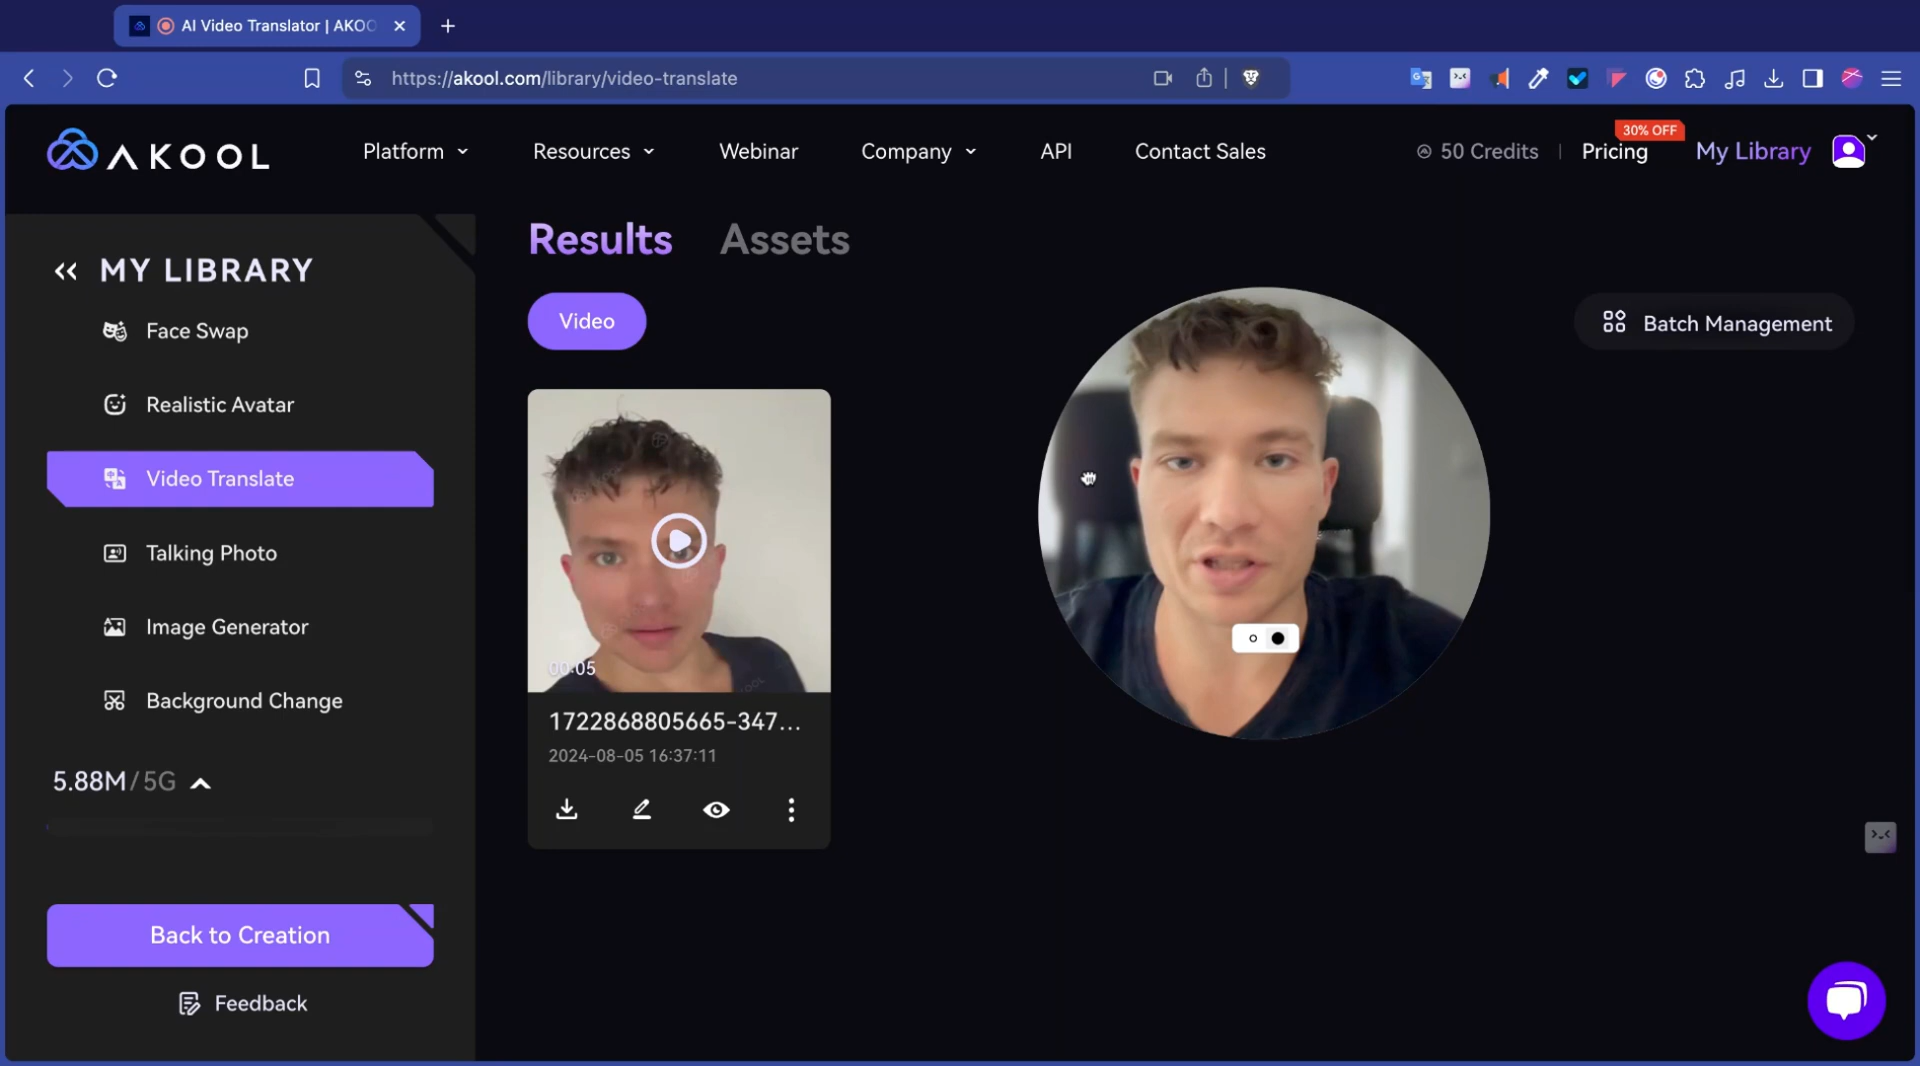 AI Video Translator | AKOO
https://akool.com/library/video-translate
AKOOL
Platform
Resources
Webinar
Company
API
Contact Sales
50 Credits
30% OFF
Pricing
My Library
MY LIBRARY
Face Swap
Realistic Avatar
Video Translate
Talking Photo
Image Generator
Background Change
5.88M/5G
Back to Creation
Feedback
Results
Assets
Video
Batch Management
00:05
1722868805665-347...
2024-08-05 16:37:11